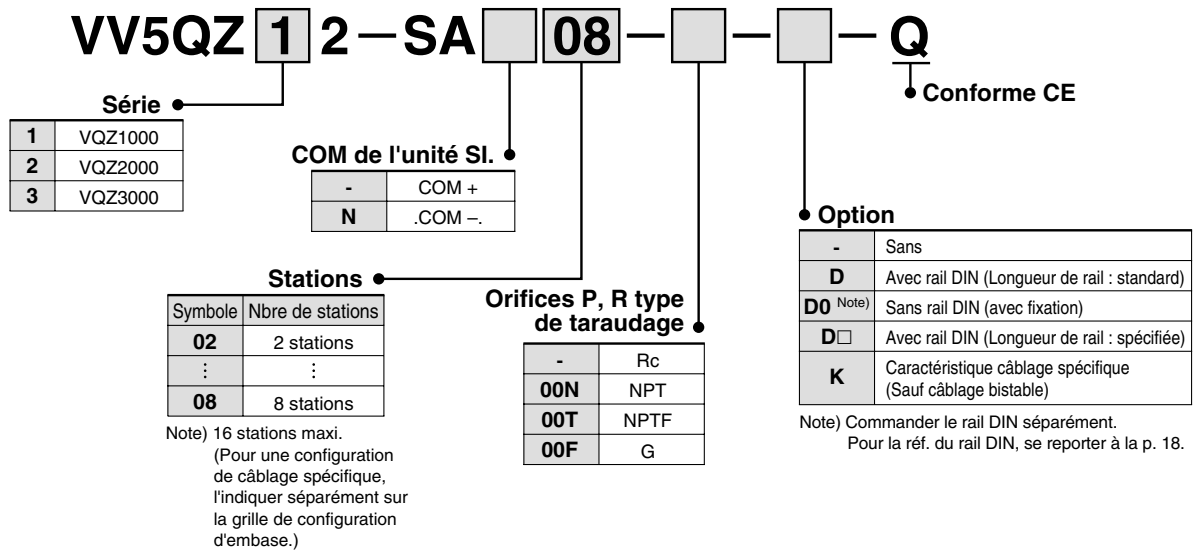 VV5QZ 1 2 — SA 08 — — — Q
Conforme CE
Série
1 VQZ1000
2 VQZ2000
3 VQZ3000
COM de l'unité SI.
- COM +
N .COM –.
Stations
Symbole Nbre de stations
02 2 stations
⋮ ⋮
08 8 stations
Note) 16 stations maxi.
(Pour une configuration
de câblage spécifique,
l'indiquer séparément sur
la grille de configuration
d'embase.)
Orifices P, R type
de taraudage
- Rc
00N NPT
00T NPTF
00F G
Option
- Sans
D Avec rail DIN (Longueur de rail : standard)
D0 Note) Sans rail DIN (avec fixation)
D□ Avec rail DIN (Longueur de rail : spécifiée)
K Caractéristique câblage spécifique
(Sauf câblage bistable)
Note) Commander le rail DIN séparément.
Pour la réf. du rail DIN, se reporter à la p. 18.